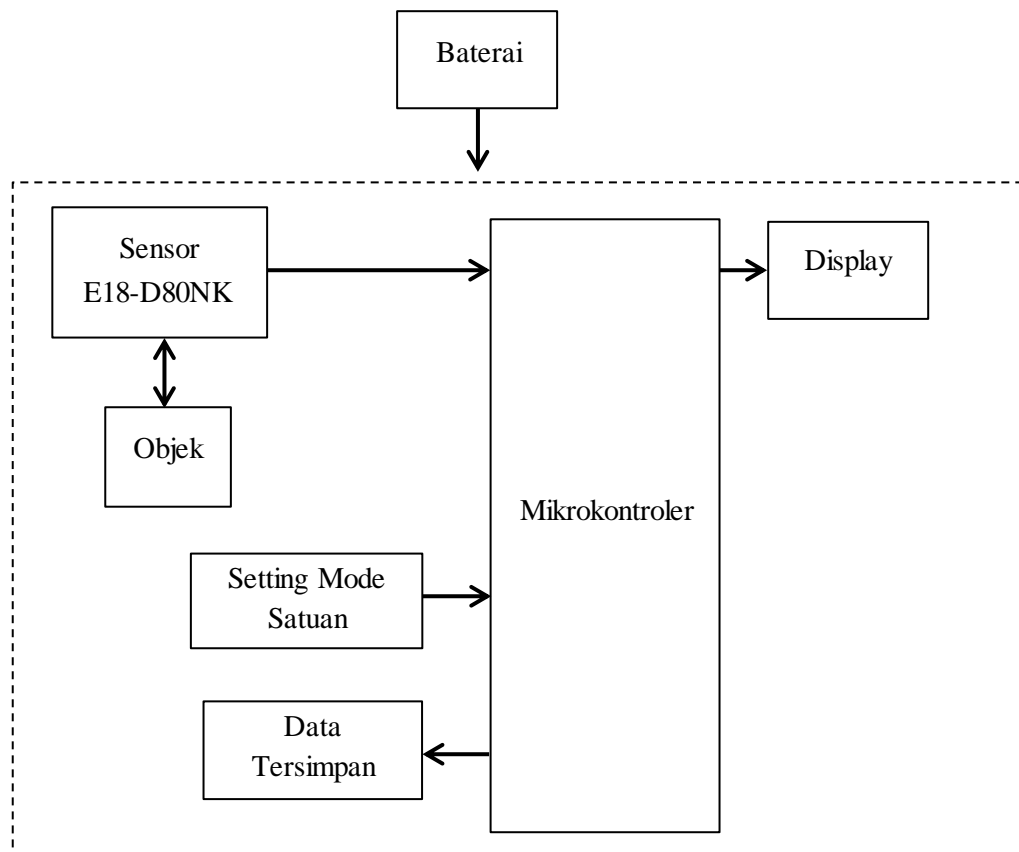 Baterai
Sensor
E18-D80NK
Display
Objek
Mikrokontroler
Setting Mode
Satuan
Data
Tersimpan